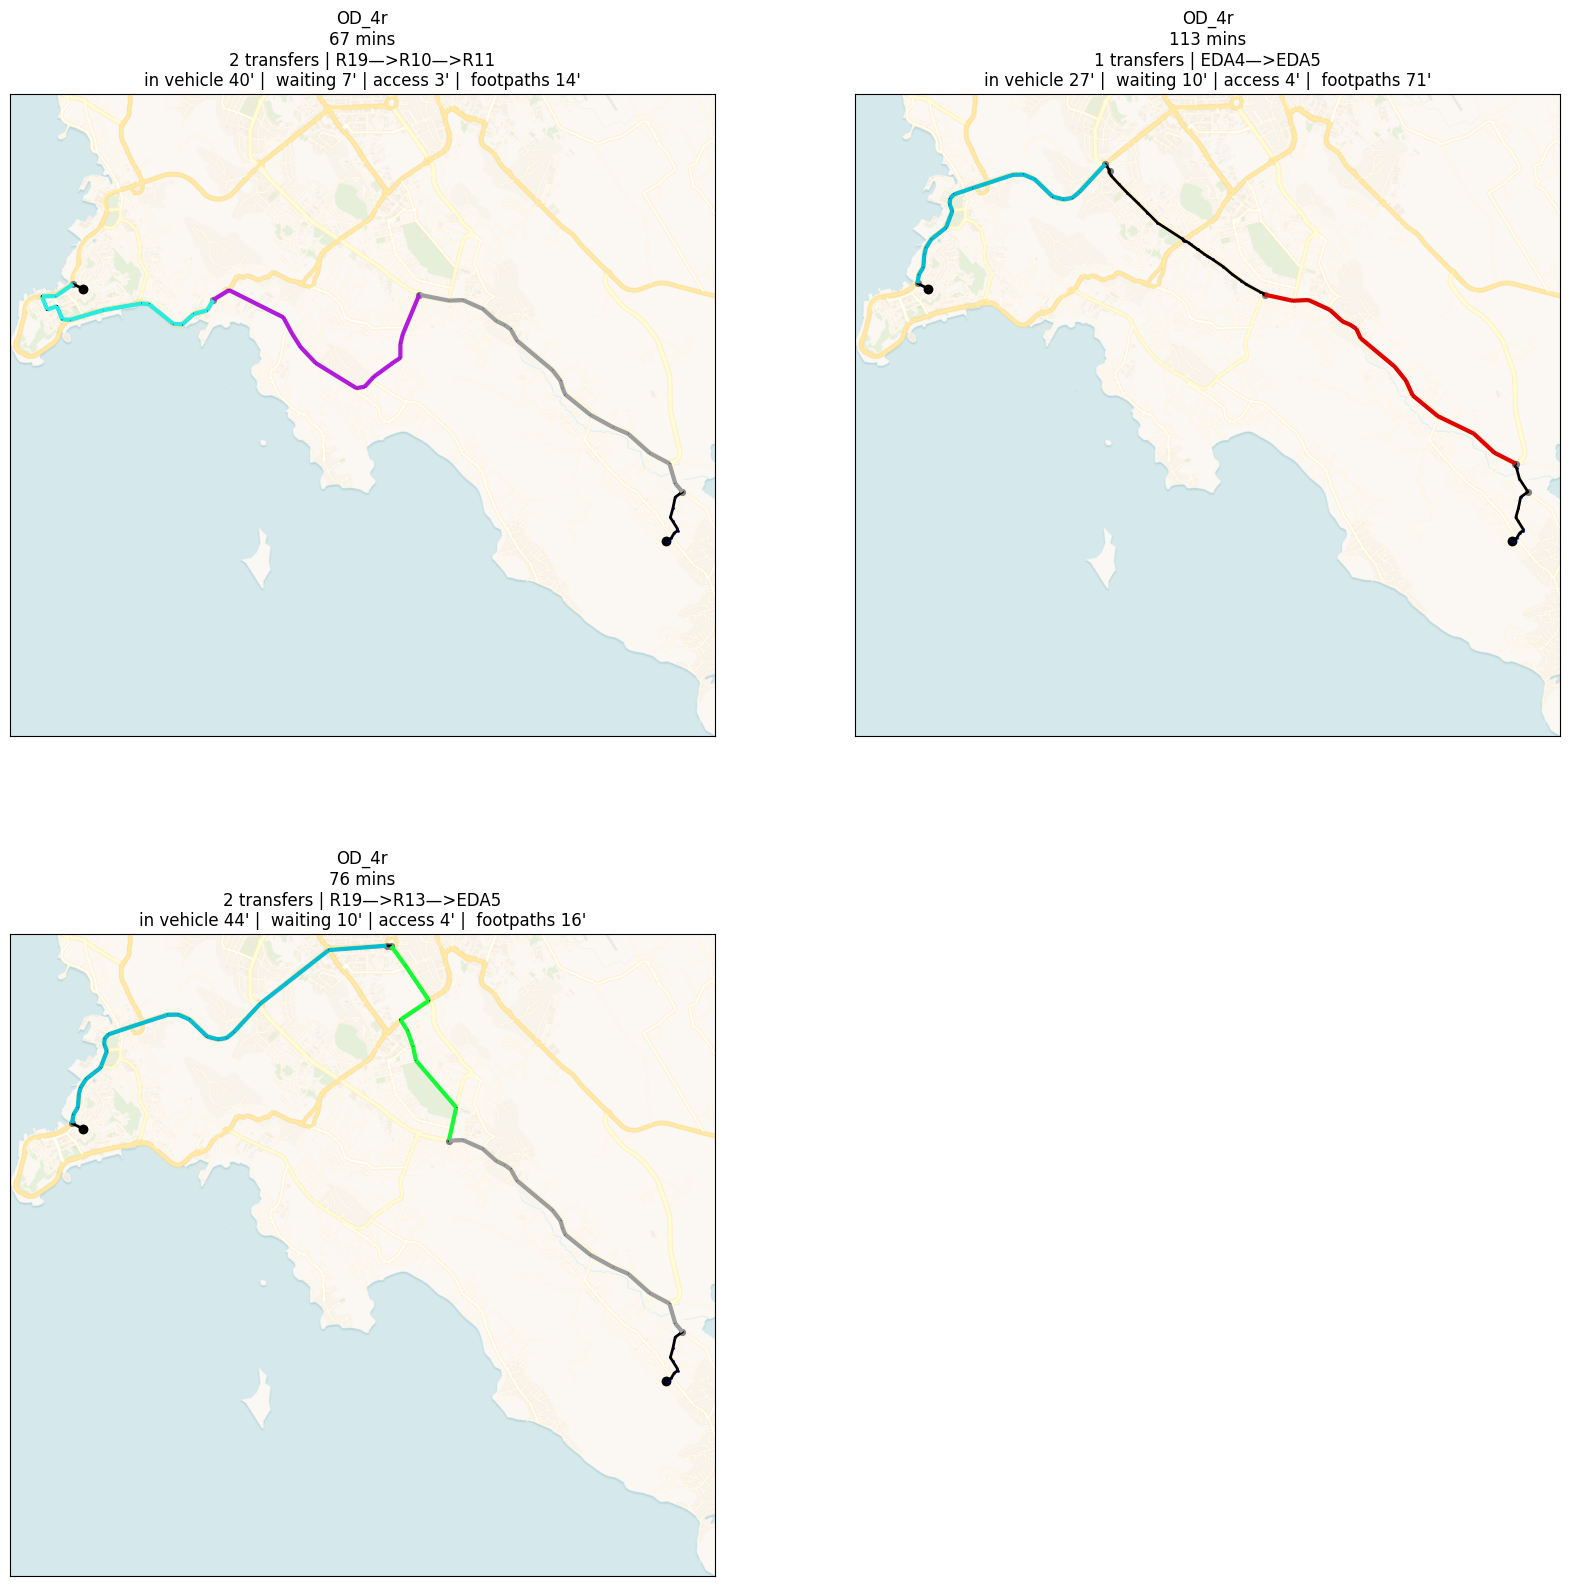 OD_4r
67 mins
2 transfers | R19—>R10—>R11
in vehicle 40' |  waiting 7' | access 3' |  footpaths 14'
OD_4r
113 mins
1 transfers | EDA4—>EDA5
in vehicle 27' |  waiting 10' | access 4' |  footpaths 71'
OD_4r
76 mins
2 transfers | R19—>R13—>EDA5
in vehicle 44' |  waiting 10' | access 4' |  footpaths 16'